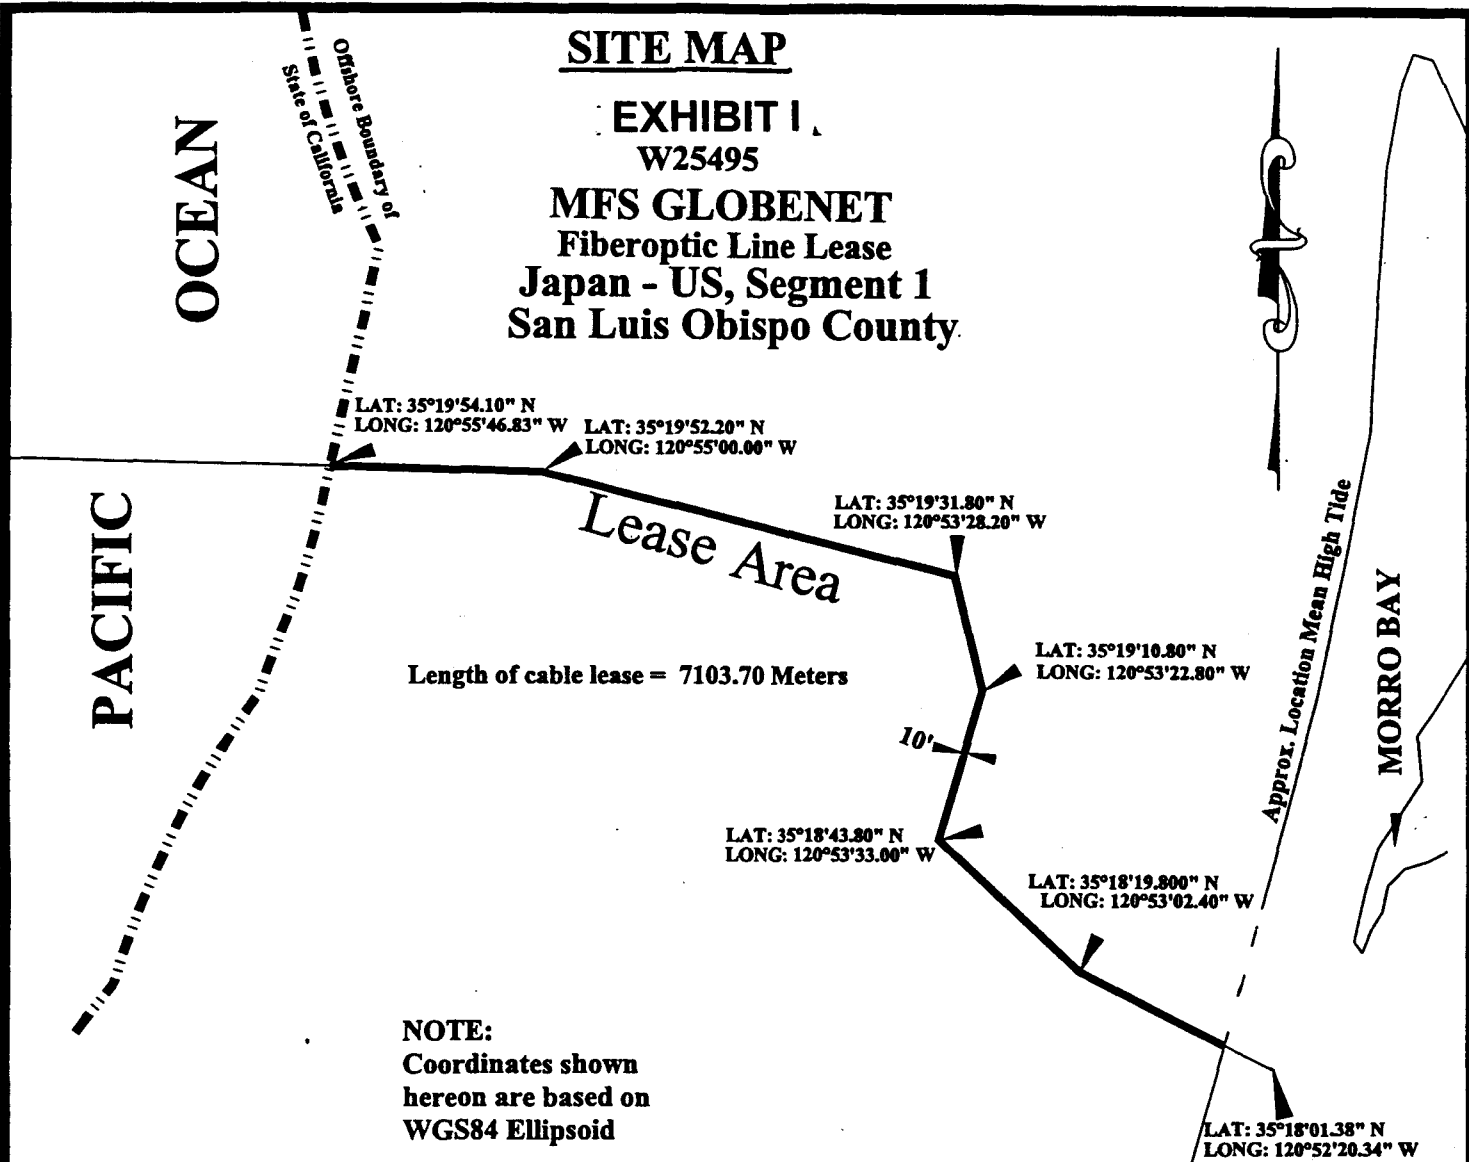 SITE MAP
EXHIBIT I
W25495
MFS GLOBENET
Fiberoptic Line Lease
Japan - US, Segment 1
San Luis Obispo County
Offshore Boundary of
State of California
OCEAN
PACIFIC
LAT: 35°19'54.10" N
LONG: 120°55'46.83" W
LAT: 35°19'52.20" N
LONG: 120°55'00.00" W
LAT: 35°19'31.80" N
LONG: 120°53'28.20" W
Lease Area
Length of cable lease = 7103.70 Meters
LAT: 35°19'10.80" N
LONG: 120°53'22.80" W
10'
LAT: 35°18'43.80" N
LONG: 120°53'33.00" W
LAT: 35°18'19.800" N
LONG: 120°53'02.40" W
Approx. Location Mean High Tide
MORRO BAY
NOTE:
Coordinates shown
hereon are based on
WGS84 Ellipsoid
LAT: 35°18'01.38" N
LONG: 120°52'20.34" W